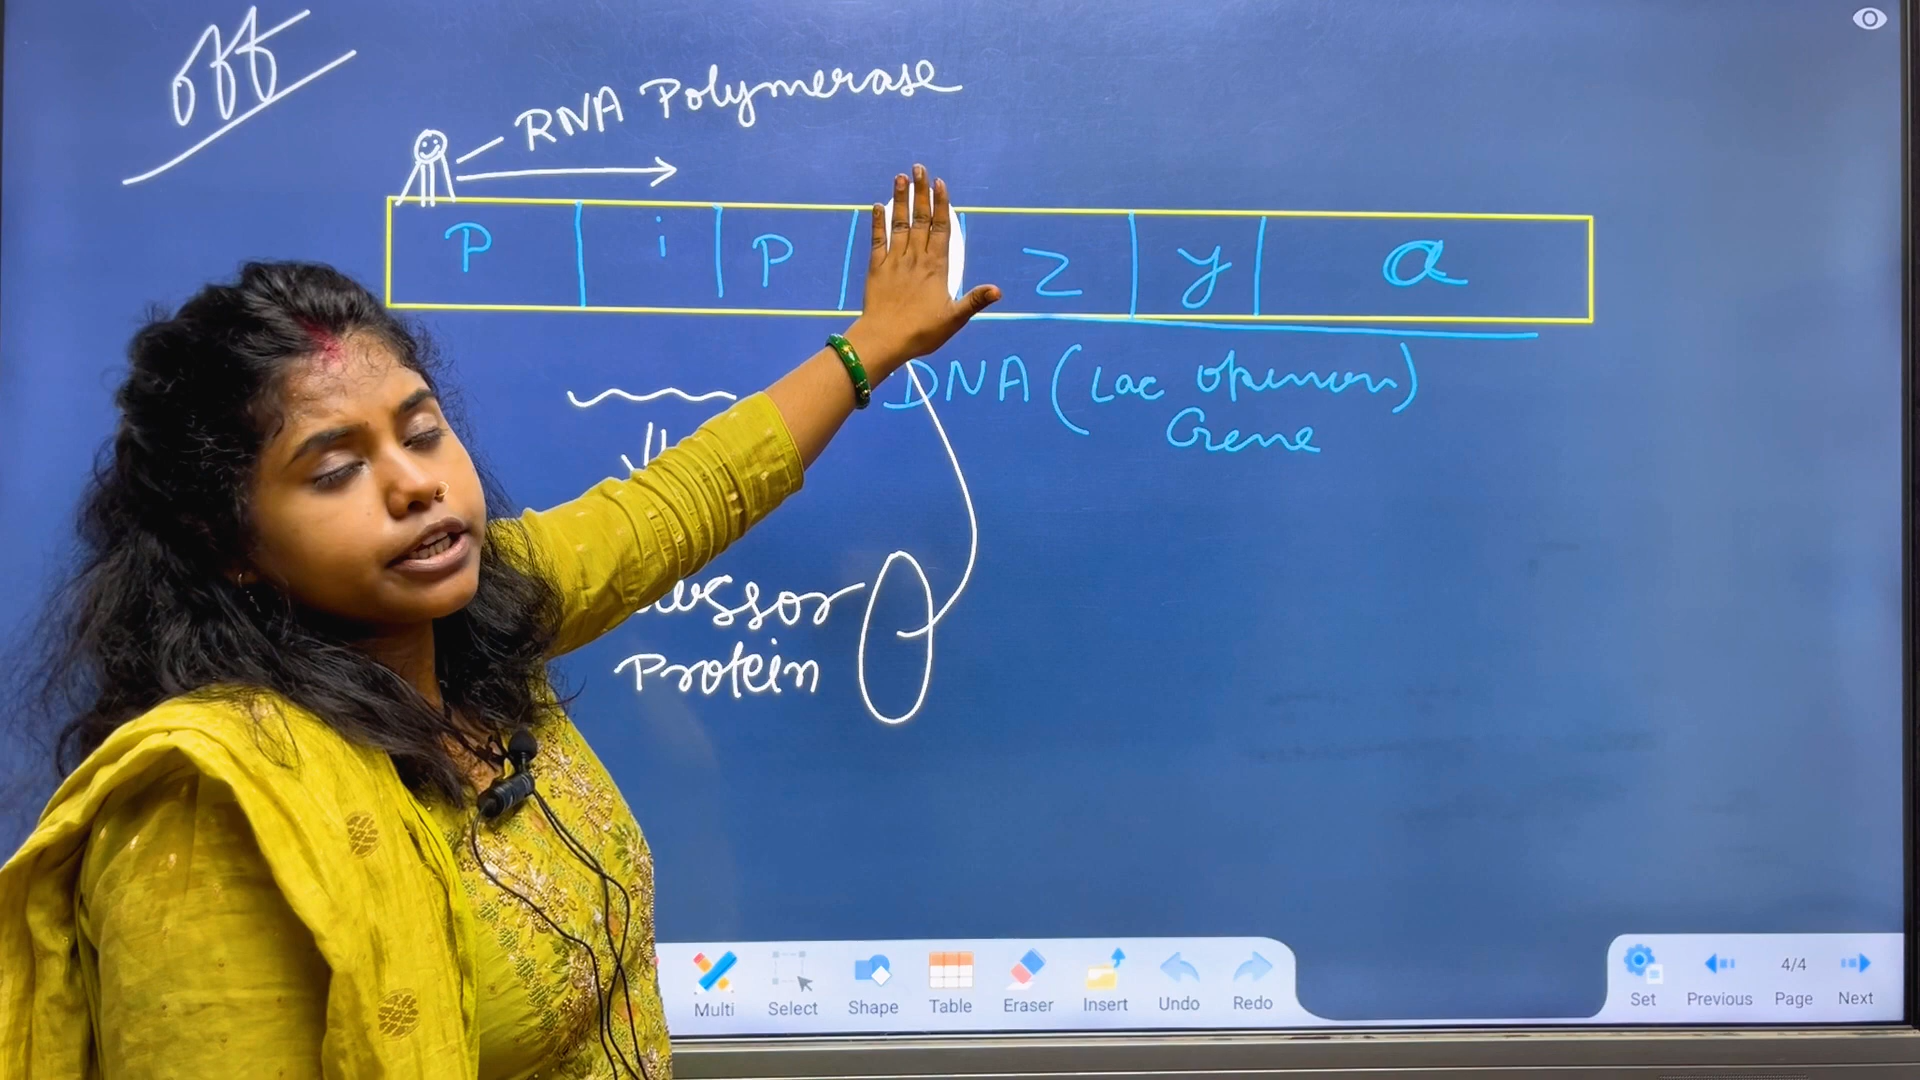 off
RNA Polymerase
P i P z y a
DNA (Lac operon)
Gene
Protein
Multi Select Shape Table Eraser Insert Undo Redo
Set Previous 4/4 Page Next